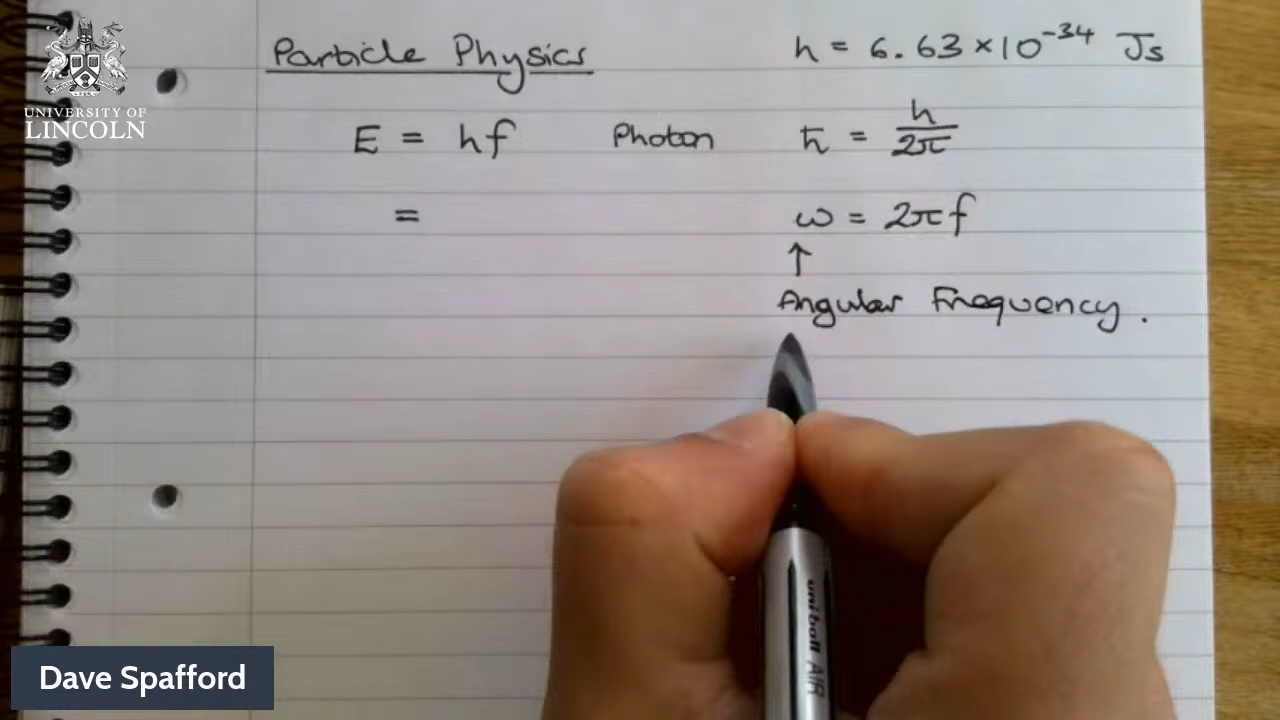 UNIVERSITY OF
LINCOLN
Particle Physics
h = 6.63 × 10⁻³⁴ Js
E = hf Photon ħ = h/2π
= ω = 2πf
↑
Angular Frequency.
uniball AIR
Dave Spafford